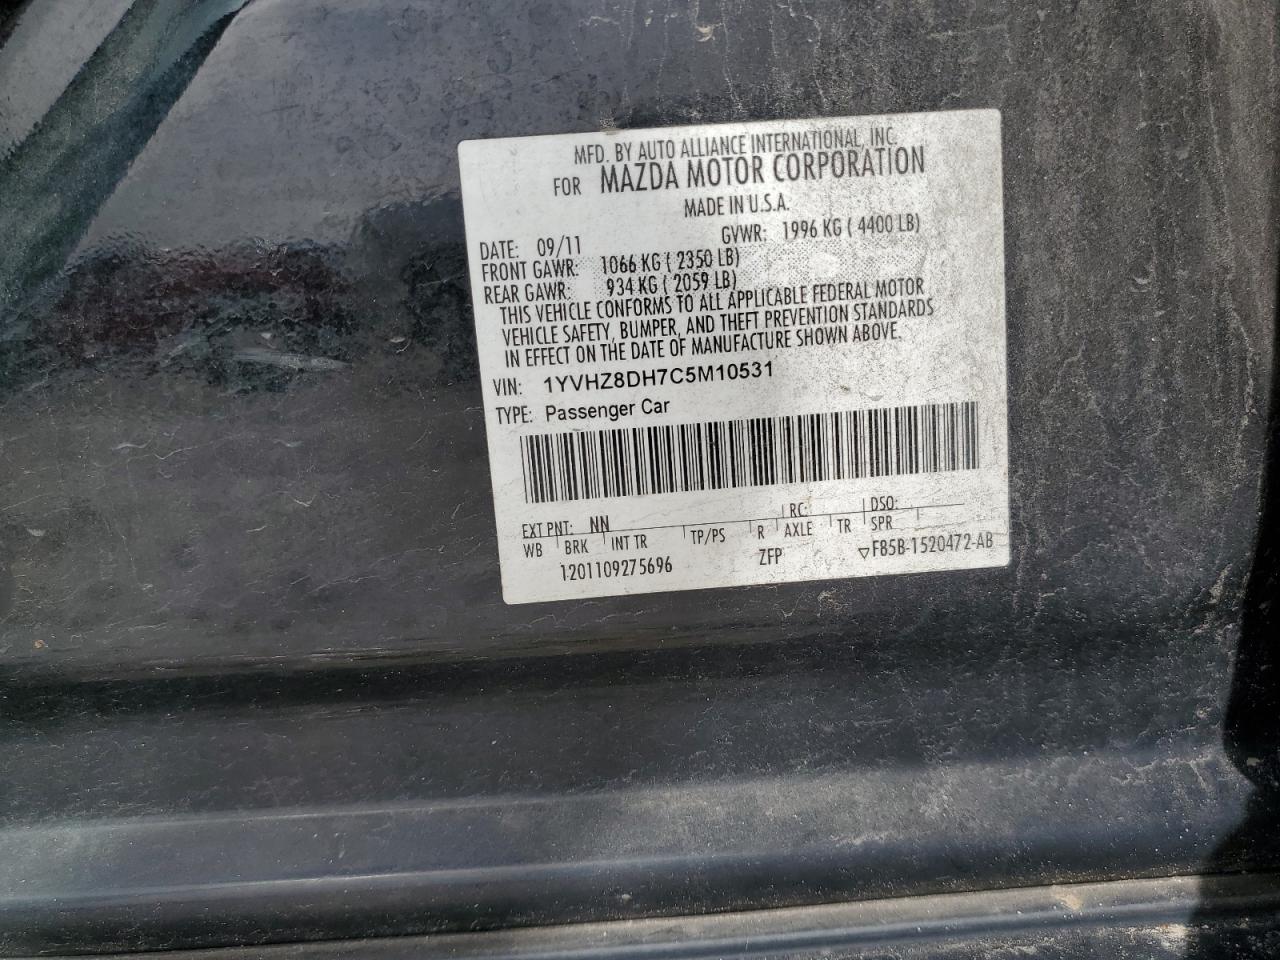 MFD. BY AUTO ALLIANCE INTERNATIONAL, INC.
FOR MAZDA MOTOR CORPORATION
MADE IN U.S.A.
DATE: 09/11 GVWR: 1996 KG ( 4400 LB)
FRONT GAWR: 1066 KG ( 2350 LB)
REAR GAWR: 934 KG ( 2059 LB)
THIS VEHICLE CONFORMS TO ALL APPLICABLE FEDERAL MOTOR
VEHICLE SAFETY, BUMPER, AND THEFT PREVENTION STANDARDS
IN EFFECT ON THE DATE OF MANUFACTURE SHOWN ABOVE.
VIN: 1YVHZ8DH7C5M10531
TYPE: Passenger Car
EXT PNT: NN RC: DSO:
WB BRK INT TR TP/PS R AXLE TR SPR
1201109275696 ZFP ▽F85B-1520472-AB